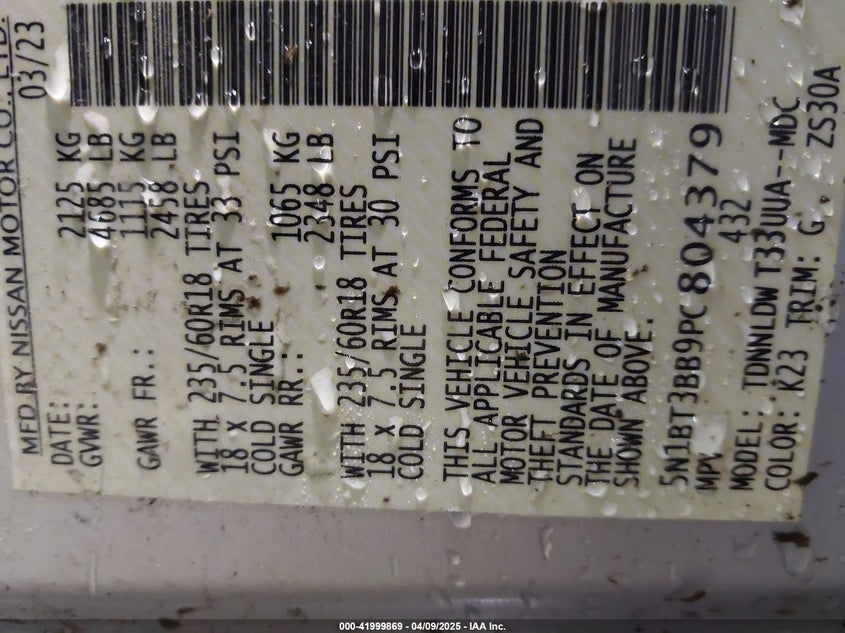 MFD BY NISSAN MOTOR CO., LTD.
DATE: 03/23
GVWR: 2125 KG
4685 LB
GAWR FR.: 1115 KG
2458 LB
WITH 235/60R18 TIRES
18 X 7.5 RIMS AT 33 PSI
COLD SINGLE
GAWR RR.: 1065 KG
2348 LB
WITH 235/60R18 TIRES
18 X 7.5 RIMS AT 30 PSI
COLD SINGLE
THIS VEHICLE CONFORMS TO
ALL APPLICABLE FEDERAL
MOTOR VEHICLE SAFETY AND
THEFT PREVENTION
STANDARDS IN EFFECT ON
THE DATE OF MANUFACTURE
SHOWN ABOVE.
5N1BT3BB9PC804379
MPV 432
MODEL: TDNNLDW T33UUA--MDC
COLOR: K23 TRIM: G ZS30A
000-41999869 - 04/09/2025 - IAA Inc.